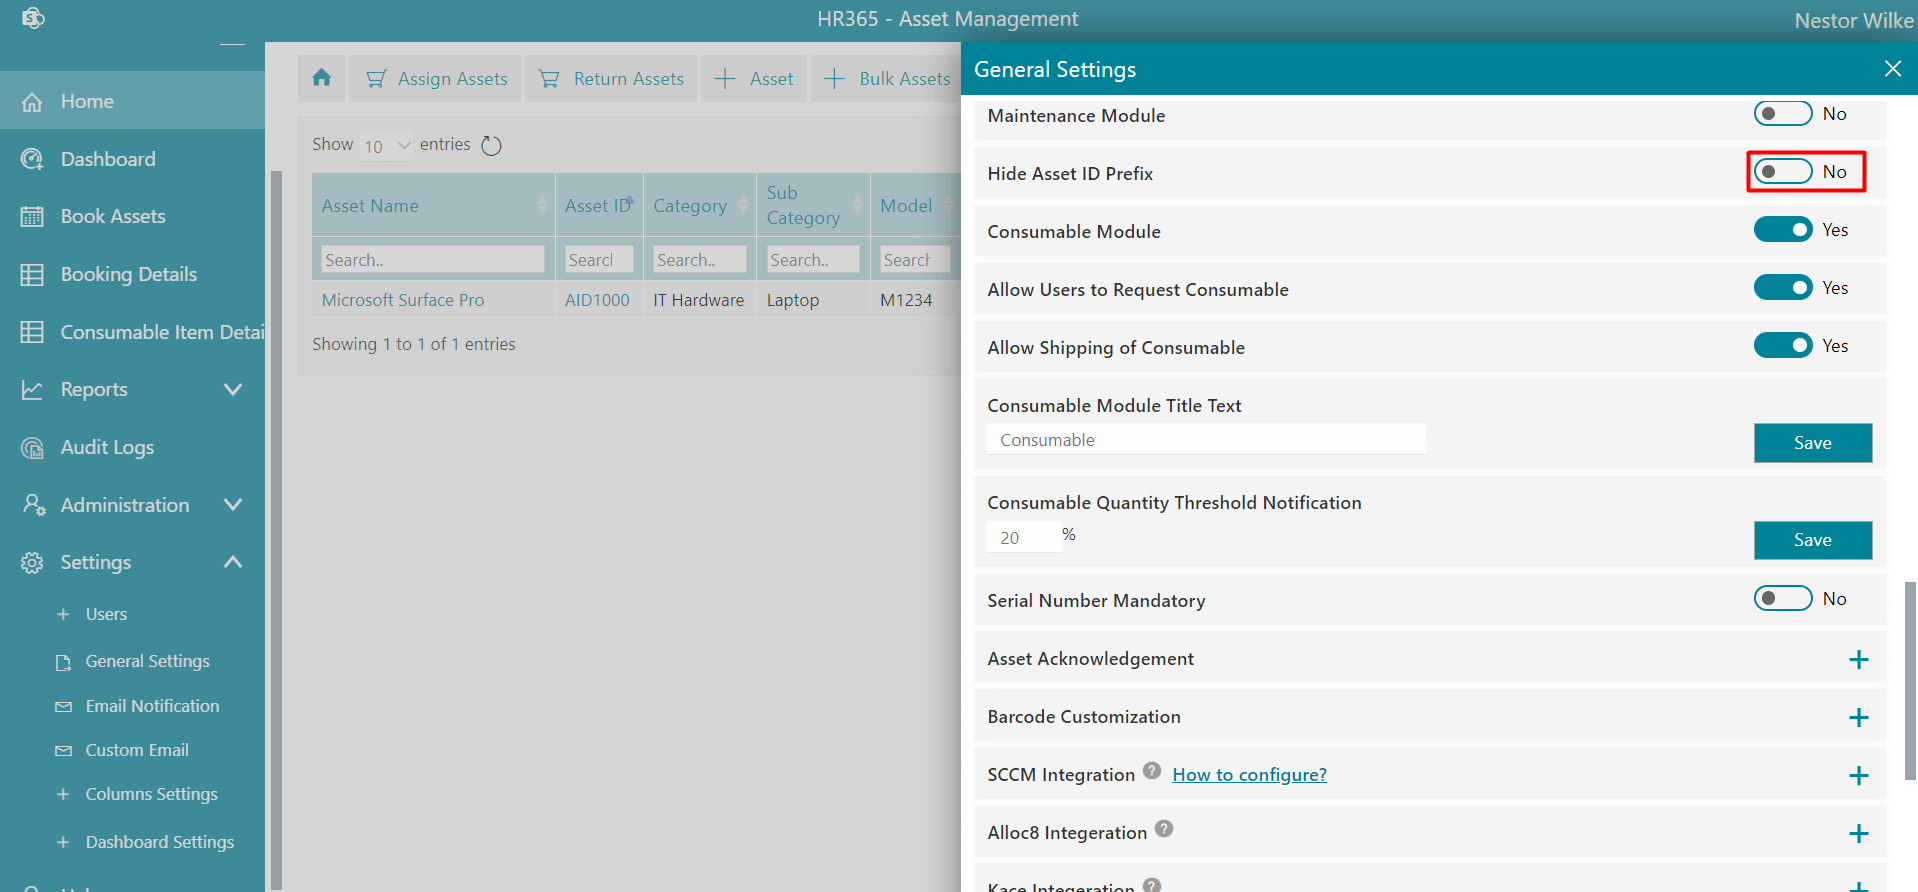 HR365 - Asset Management
Nestor Wilke
Home
Dashboard
Book Assets
Booking Details
Consumable Item Detai
Reports
Audit Logs
Administration
Settings
Users
General Settings
Email Notification
Custom Email
Columns Settings
Dashboard Settings
Assign Assets
Return Assets
Asset
Bulk Assets
Show 10 entries
Asset Name
Asset ID
Category
Sub
Category
Model
Search..
Search
Search..
Search..
Search
Microsoft Surface Pro
AID1000
IT Hardware
Laptop
M1234
Showing 1 to 1 of 1 entries
General Settings
Maintenance Module
No
Hide Asset ID Prefix
No
Consumable Module
Yes
Allow Users to Request Consumable
Yes
Allow Shipping of Consumable
Yes
Consumable Module Title Text
Consumable
Save
Consumable Quantity Threshold Notification
20 %
Save
Serial Number Mandatory
No
Asset Acknowledgement
Barcode Customization
SCCM Integration ? How to configure?
Alloc8 Integeration ?
Kace Integeration ?